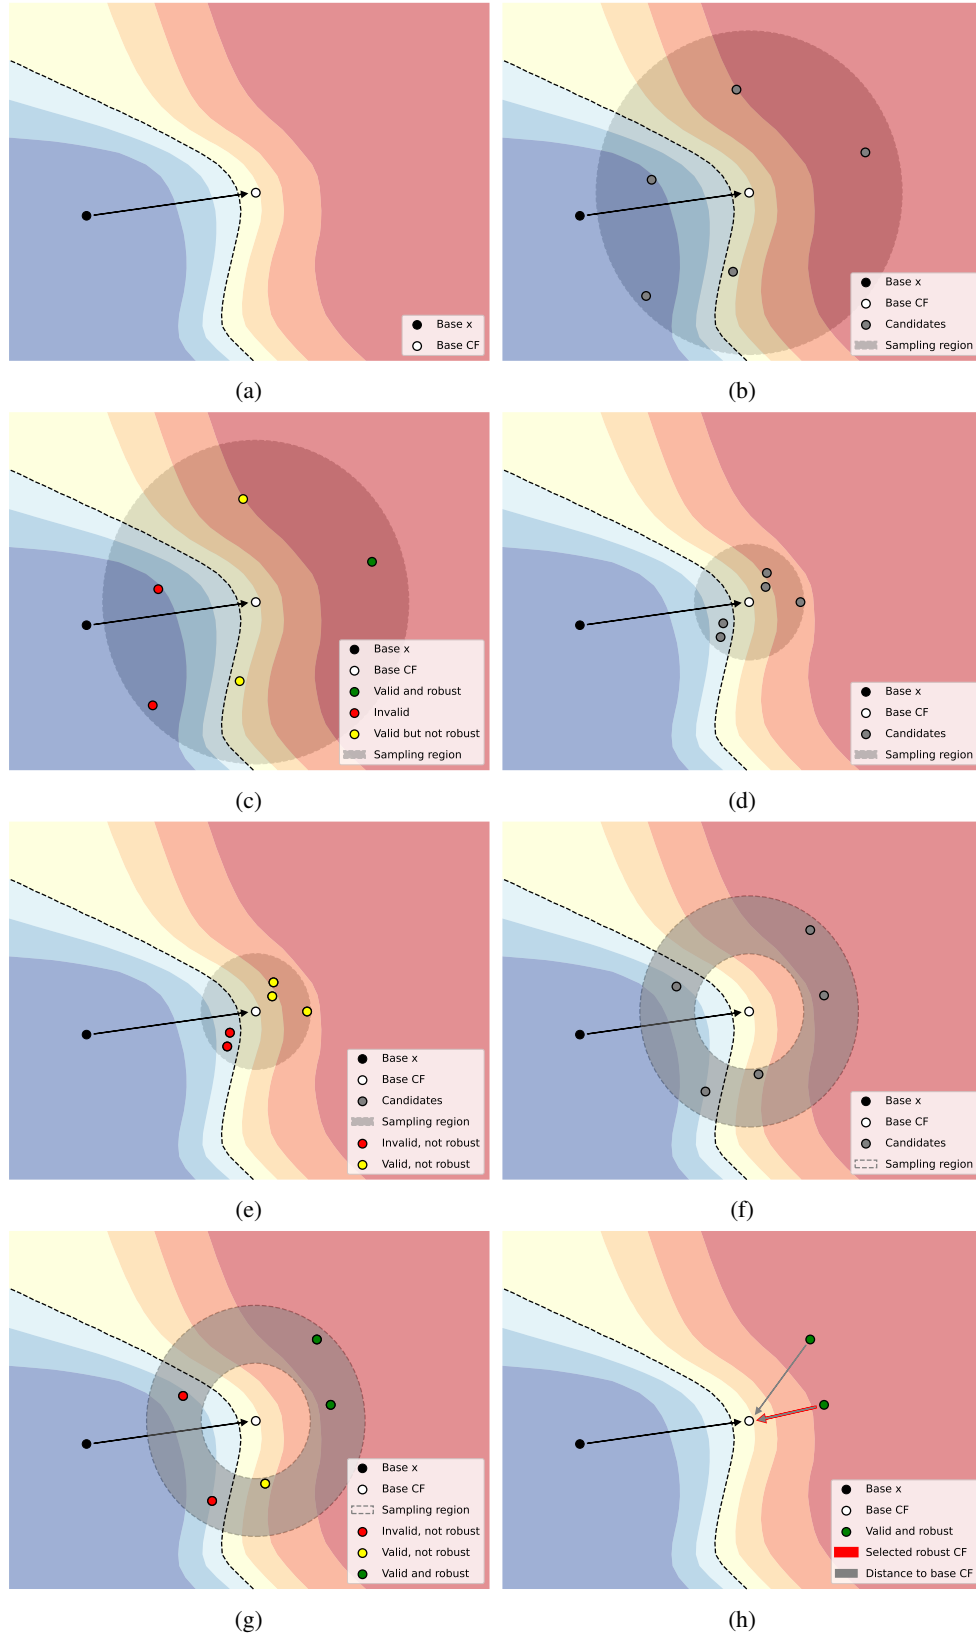 Base x
Base CF
(a)
Base x
Base CF
Candidates
Sampling region
(b)
Base x
Base CF
Valid and robust
Invalid
Valid but not robust
Sampling region
(c)
Base x
Base CF
Candidates
Sampling region
(d)
Base x
Base CF
Candidates
Sampling region
Invalid, not robust
Valid, not robust
(e)
Base x
Base CF
Candidates
Sampling region
(f)
Base x
Base CF
Sampling region
Invalid, not robust
Valid, not robust
Valid and robust
(g)
Base x
Base CF
Valid and robust
Selected robust CF
Distance to base CF
(h)